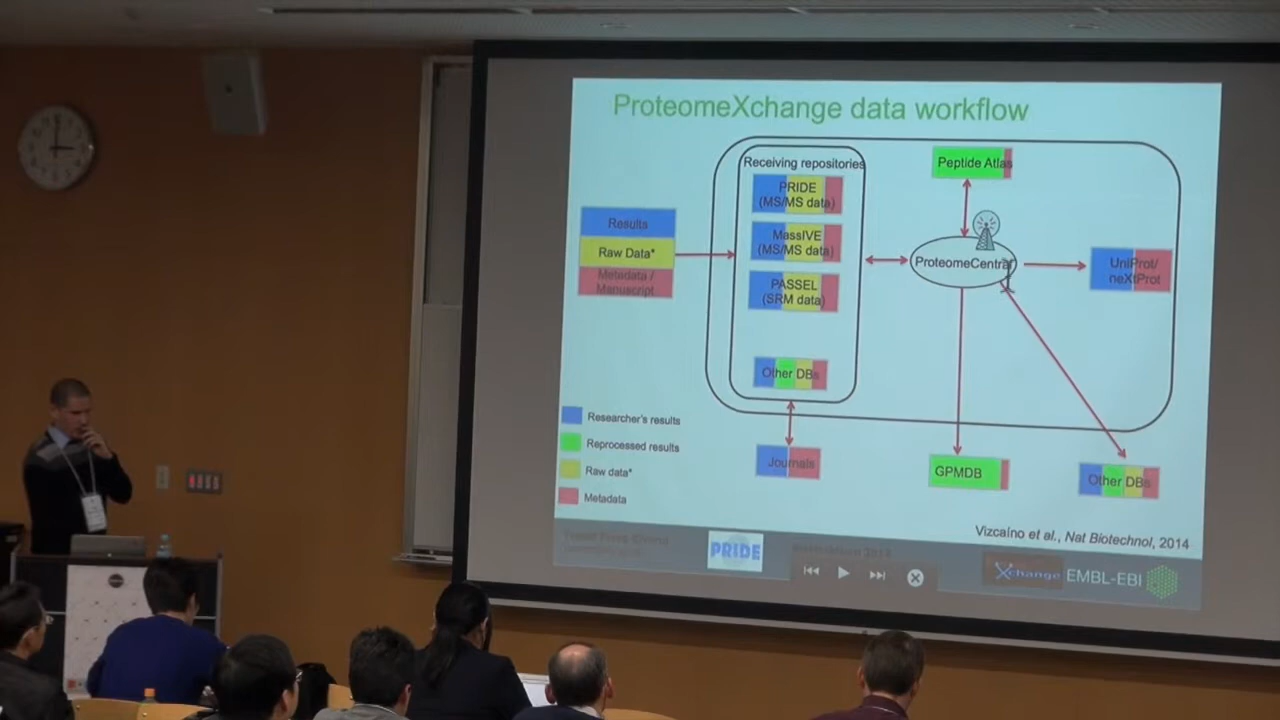 ProteomeXchange data workflow
Receiving repositories
PRIDE
(MS/MS data)
MassIVE
(MS/MS data)
PASSEL
(SRM data)
Other DBs
Results
Raw Data*
Metadata /
Manuscript
Peptide Atlas
ProteomeCentral
UniProt/
neXtProt
Journals
GPMDB
Other DBs
Researcher's results
Reprocessed results
Raw data*
Metadata
Vizcaíno et al., Nat Biotechnol, 2014
PRIDE
Xchange
EMBL-EBI